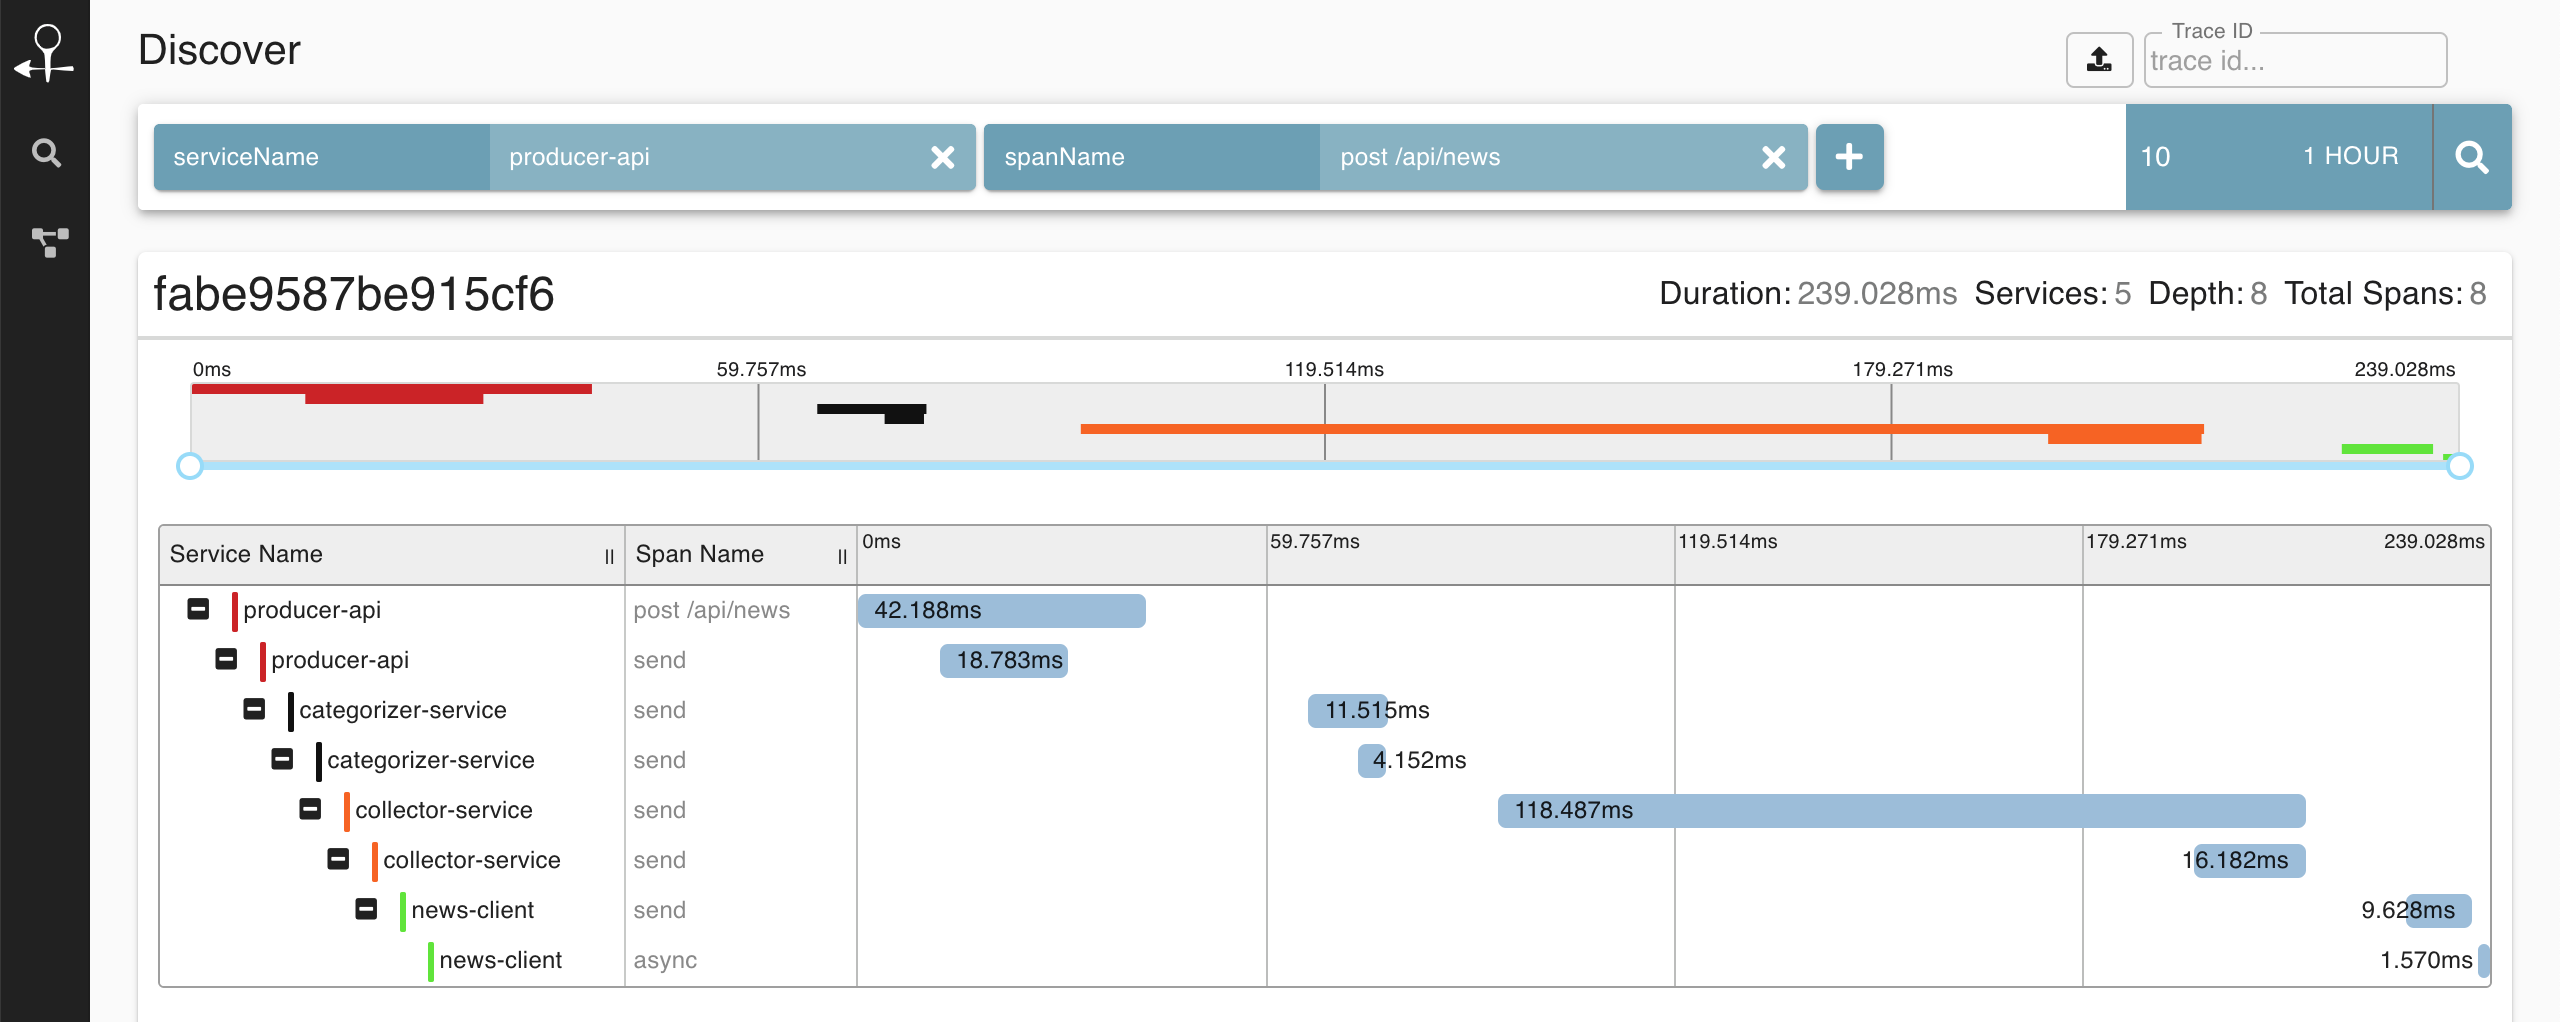 Discover
Trace ID
trace id...
serviceName producer-api spanName post /api/news 10 1 HOUR
fabe9587be915cf6 Duration: 239.028ms Services: 5 Depth: 8 Total Spans: 8
0ms 59.757ms 119.514ms 179.271ms 239.028ms
Service Name Span Name 0ms 59.757ms 119.514ms 179.271ms 239.028ms
producer-api post /api/news 42.188ms
producer-api send 18.783ms
categorizer-service send 11.515ms
categorizer-service send 4.152ms
collector-service send 118.487ms
collector-service send 16.182ms
news-client send 9.628ms
news-client async 1.570ms